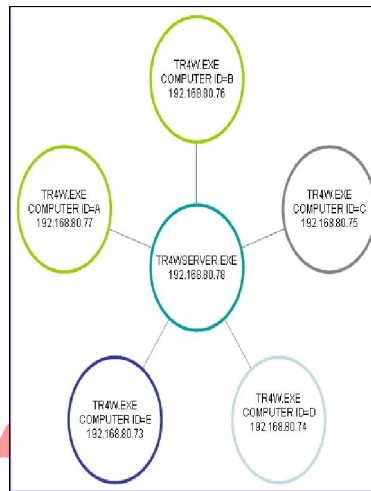 TR4W.EXE
COMPUTER ID=B
192.168.80.76
TR4W.EXE
COMPUTER ID=A
192.168.80.77
TR4W.EXE
COMPUTER ID=C
192.168.80.75
TR4WSERVER.EXE
192.168.80.78
TR4W.EXE
COMPUTER ID=E
192.168.80.73
TR4W.EXE
COMPUTER ID=D
192.168.80.74